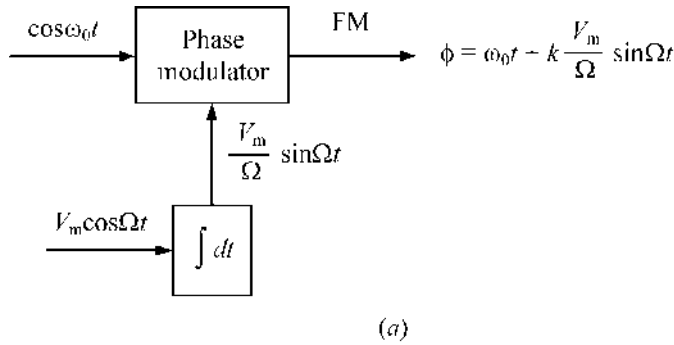 cosω₀t
Phase modulator
FM
ϕ = ω₀t − k Vₘ/Ω sinΩt
Vₘ/Ω sinΩt
VₘcosΩt
∫ dt
(a)